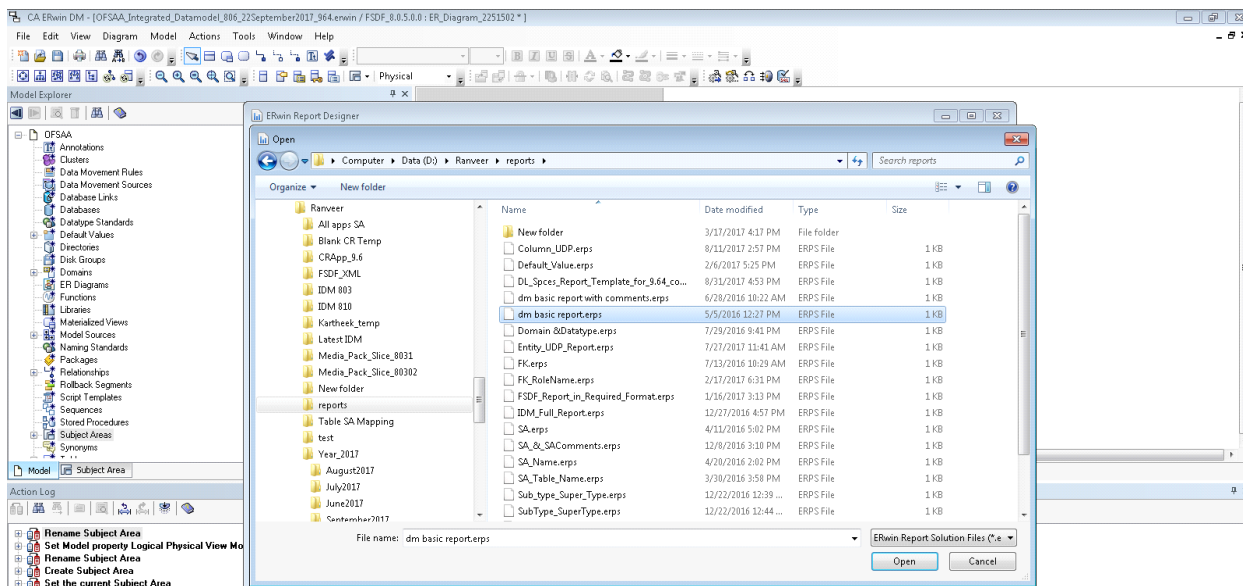 CA ERwin DM - [OFSAA_Integrated_Datamodel_806_22September2017_964.erwin / FSDF_8.0.5.0.0 : ER_Diagram_2251502 * ]
File Edit View Diagram Model Actions Tools Window Help
Physical
Model Explorer
ERwin Report Designer
OFSAA
Annotations
Clusters
Data Movement Rules
Data Movement Sources
Database Links
Databases
Datatype Standards
Default Values
Directories
Disk Groups
Domains
ER Diagrams
Functions
Libraries
Materialized Views
Model Sources
Naming Standards
Packages
Relationships
Rollback Segments
Script Templates
Sequences
Stored Procedures
Subject Areas
Synonyms
Model Subject Area
Open
Computer Data (D:) Ranveer reports
Search reports
Organize New folder
Ranveer
All apps SA
Blank CR Temp
CRApp_9.6
FSDF_XML
IDM 803
IDM 810
Kartheek_temp
Latest IDM
Media_Pack_Slice_8031
Media_Pack_Slice_80302
New folder
reports
Table SA Mapping
test
Year_2017
August2017
July2017
June2017
September2017
Name Date modified Type Size
New folder 3/17/2017 4:17 PM File folder
Column_UDP.erps 8/11/2017 2:57 PM ERPS File 1 KB
Default_Value.erps 2/6/2017 5:25 PM ERPS File 1 KB
DL_Spces_Report_Template_for_9.64_co... 8/31/2017 4:53 PM ERPS File 1 KB
dm basic report with comments.erps 6/28/2016 10:22 AM ERPS File 1 KB
dm basic report.erps 5/5/2016 12:27 PM ERPS File 1 KB
Domain &Datatype.erps 7/29/2016 9:41 PM ERPS File 1 KB
Entity_UDP_Report.erps 7/27/2017 11:41 AM ERPS File 1 KB
FK.erps 7/13/2016 10:29 AM ERPS File 1 KB
FK_RoleName.erps 2/17/2017 6:31 PM ERPS File 1 KB
FSDF_Report_in_Required_Format.erps 1/16/2017 3:13 PM ERPS File 1 KB
IDM_Full_Report.erps 12/27/2016 4:57 PM ERPS File 1 KB
SA.erps 4/11/2016 5:02 PM ERPS File 1 KB
SA_&_SAComments.erps 12/8/2016 3:10 PM ERPS File 1 KB
SA_Name.erps 4/20/2016 2:02 PM ERPS File 1 KB
SA_Table_Name.erps 3/30/2016 3:58 PM ERPS File 1 KB
Sub_type_Super_Type.erps 12/22/2016 12:39 ... ERPS File 1 KB
SubType_SuperType.erps 12/22/2016 12:44 ... ERPS File 1 KB
File name: dm basic report.erps
ERwin Report Solution Files (*.e
Open Cancel
Action Log
Rename Subject Area
Set Model property Logical Physical View Mo
Rename Subject Area
Create Subject Area
Set the current Subject Area